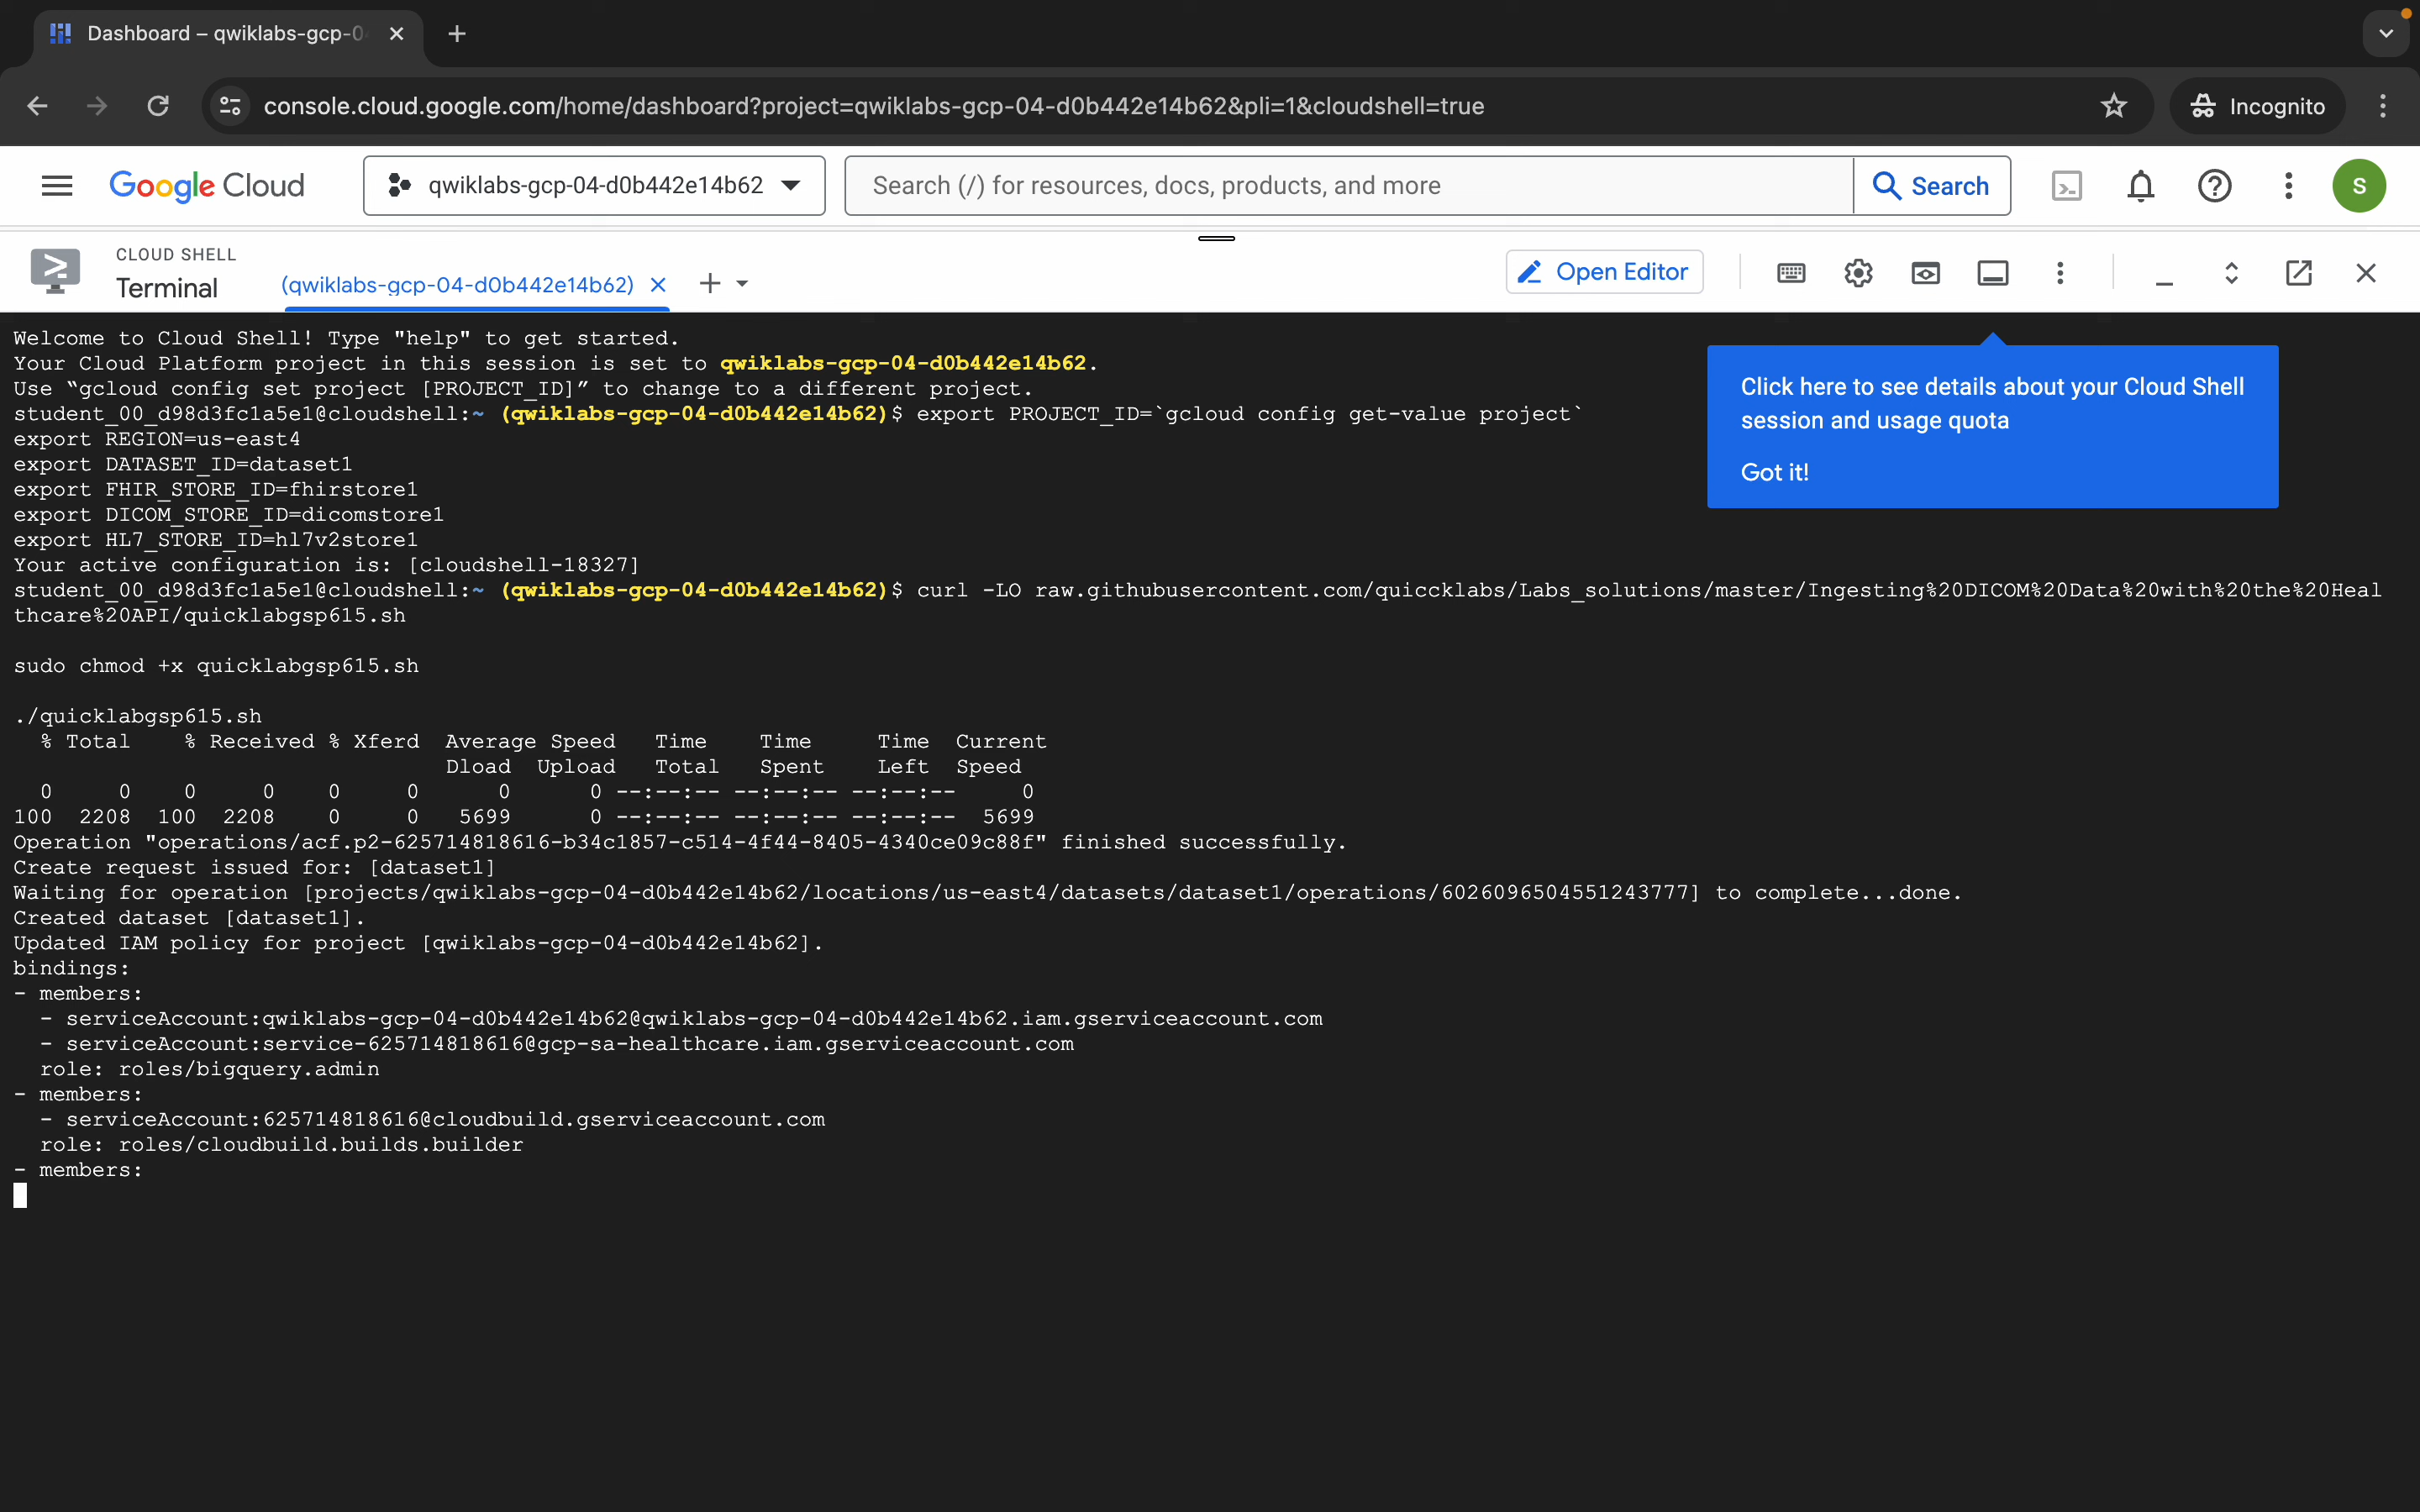 Dashboard – qwiklabs-gcp-0
console.cloud.google.com/home/dashboard?project=qwiklabs-gcp-04-d0b442e14b62&pli=1&cloudshell=true
Incognito
Google Cloud
qwiklabs-gcp-04-d0b442e14b62
Search (/) for resources, docs, products, and more
Search
S
CLOUD SHELL
Terminal
(qwiklabs-gcp-04-d0b442e14b62)
Open Editor
Click here to see details about your Cloud Shell
session and usage quota
Got it!
Welcome to Cloud Shell! Type "help" to get started.
Your Cloud Platform project in this session is set to qwiklabs-gcp-04-d0b442e14b62.
Use “gcloud config set project [PROJECT_ID]” to change to a different project.
student_00_d98d3fc1a5e1@cloudshell:~ (qwiklabs-gcp-04-d0b442e14b62)$ export PROJECT_ID=`gcloud config get-value project`
export REGION=us-east4
export DATASET_ID=dataset1
export FHIR_STORE_ID=fhirstore1
export DICOM_STORE_ID=dicomstore1
export HL7_STORE_ID=hl7v2store1
Your active configuration is: [cloudshell-18327]
student_00_d98d3fc1a5e1@cloudshell:~ (qwiklabs-gcp-04-d0b442e14b62)$ curl -LO raw.githubusercontent.com/quiccklabs/Labs_solutions/master/Ingesting%20DICOM%20Data%20with%20the%20Heal
thcare%20API/quicklabgsp615.sh
sudo chmod +x quicklabgsp615.sh
./quicklabgsp615.sh
% Total % Received % Xferd Average Speed Time Time Time Current
Dload Upload Total Spent Left Speed
0 0 0 0 0 0 0 0 --:--:-- --:--:-- --:--:-- 0
100 2208 100 2208 0 0 5699 0 --:--:-- --:--:-- --:--:-- 5699
Operation "operations/acf.p2-625714818616-b34c1857-c514-4f44-8405-4340ce09c88f" finished successfully.
Create request issued for: [dataset1]
Waiting for operation [projects/qwiklabs-gcp-04-d0b442e14b62/locations/us-east4/datasets/dataset1/operations/6026096504551243777] to complete...done.
Created dataset [dataset1].
Updated IAM policy for project [qwiklabs-gcp-04-d0b442e14b62].
bindings:
- members:
- serviceAccount:qwiklabs-gcp-04-d0b442e14b62@qwiklabs-gcp-04-d0b442e14b62.iam.gserviceaccount.com
- serviceAccount:service-625714818616@gcp-sa-healthcare.iam.gserviceaccount.com
role: roles/bigquery.admin
- members:
- serviceAccount:625714818616@cloudbuild.gserviceaccount.com
role: roles/cloudbuild.builds.builder
- members: